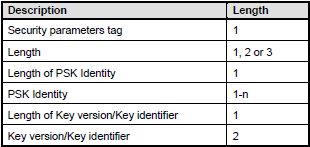 Description Length
Security parameters tag 1
Length 1, 2 or 3
Length of PSK Identity 1
PSK Identity 1-n
Length of Key version/Key identifier 1
Key version/Key identifier 2